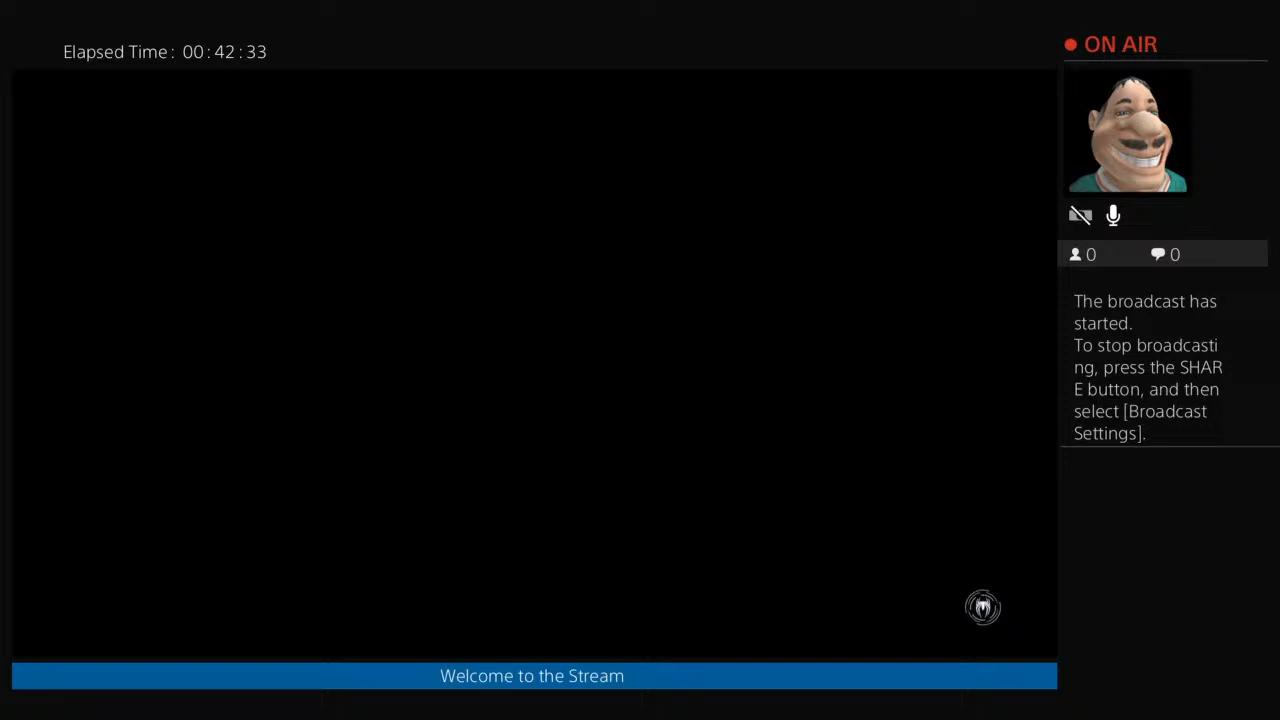 Elapsed Time: 00:42:33
ON AIR
0 0
The broadcast has
started.
To stop broadcasti
ng, press the SHAR
E button, and then
select [Broadcast
Settings].
Welcome to the Stream